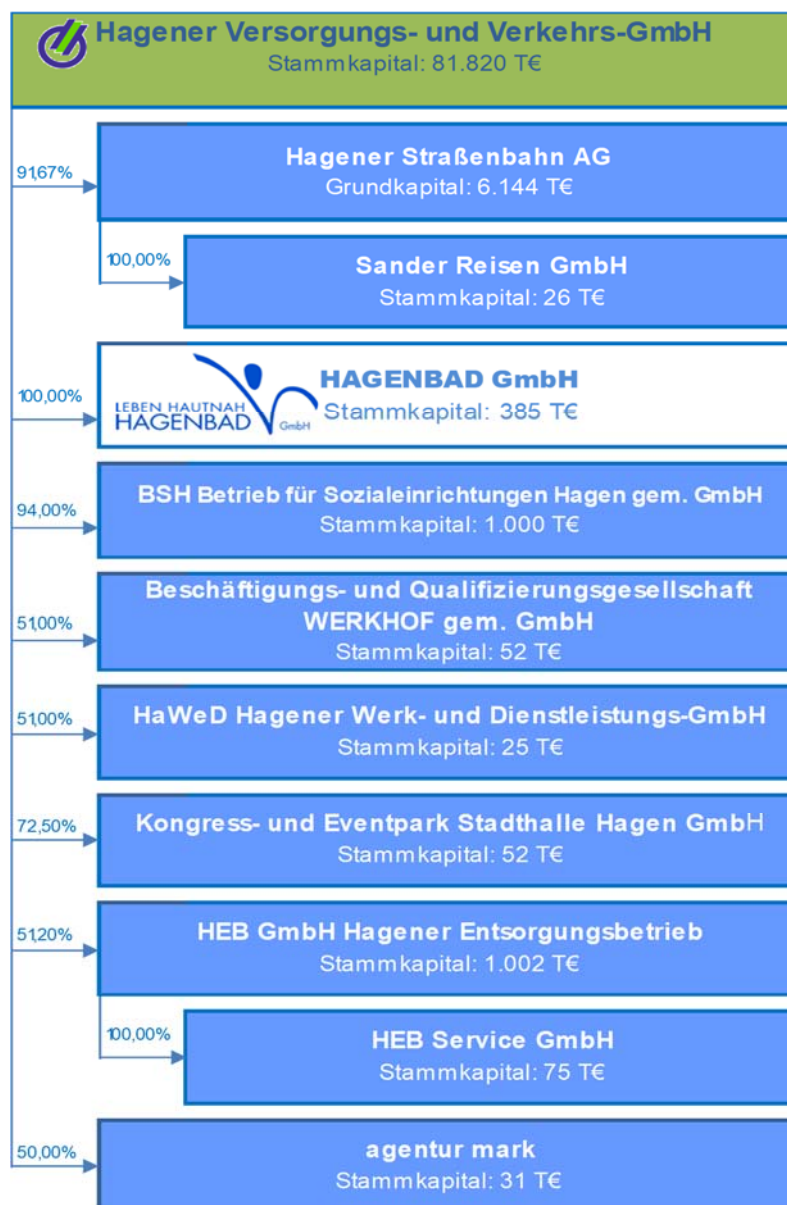 Hagener Versorgungs- und Verkehrs-GmbH
Stammkapital: 81.820 T€
91,67%
Hagener Straßenbahn AG
Grundkapital: 6.144 T€
100,00%
Sander Reisen GmbH
Stammkapital: 26 T€
100,00%
LEBEN HAUTNAH
HAGENBAD GmbH
HAGENBAD GmbH
Stammkapital: 385 T€
94,00%
BSH Betrieb für Sozialeinrichtungen Hagen gem. GmbH
Stammkapital: 1.000 T€
51,00%
Beschäftigungs- und Qualifizierungsgesellschaft
WERKHOF gem. GmbH
Stammkapital: 52 T€
51,00%
HaWeD Hagener Werk- und Dienstleistungs-GmbH
Stammkapital: 25 T€
72,50%
Kongress- und Eventpark Stadthalle Hagen GmbH
Stammkapital: 52 T€
51,20%
HEB GmbH Hagener Entsorgungsbetrieb
Stammkapital: 1.002 T€
100,00%
HEB Service GmbH
Stammkapital: 75 T€
50,00%
agentur mark
Stammkapital: 31 T€